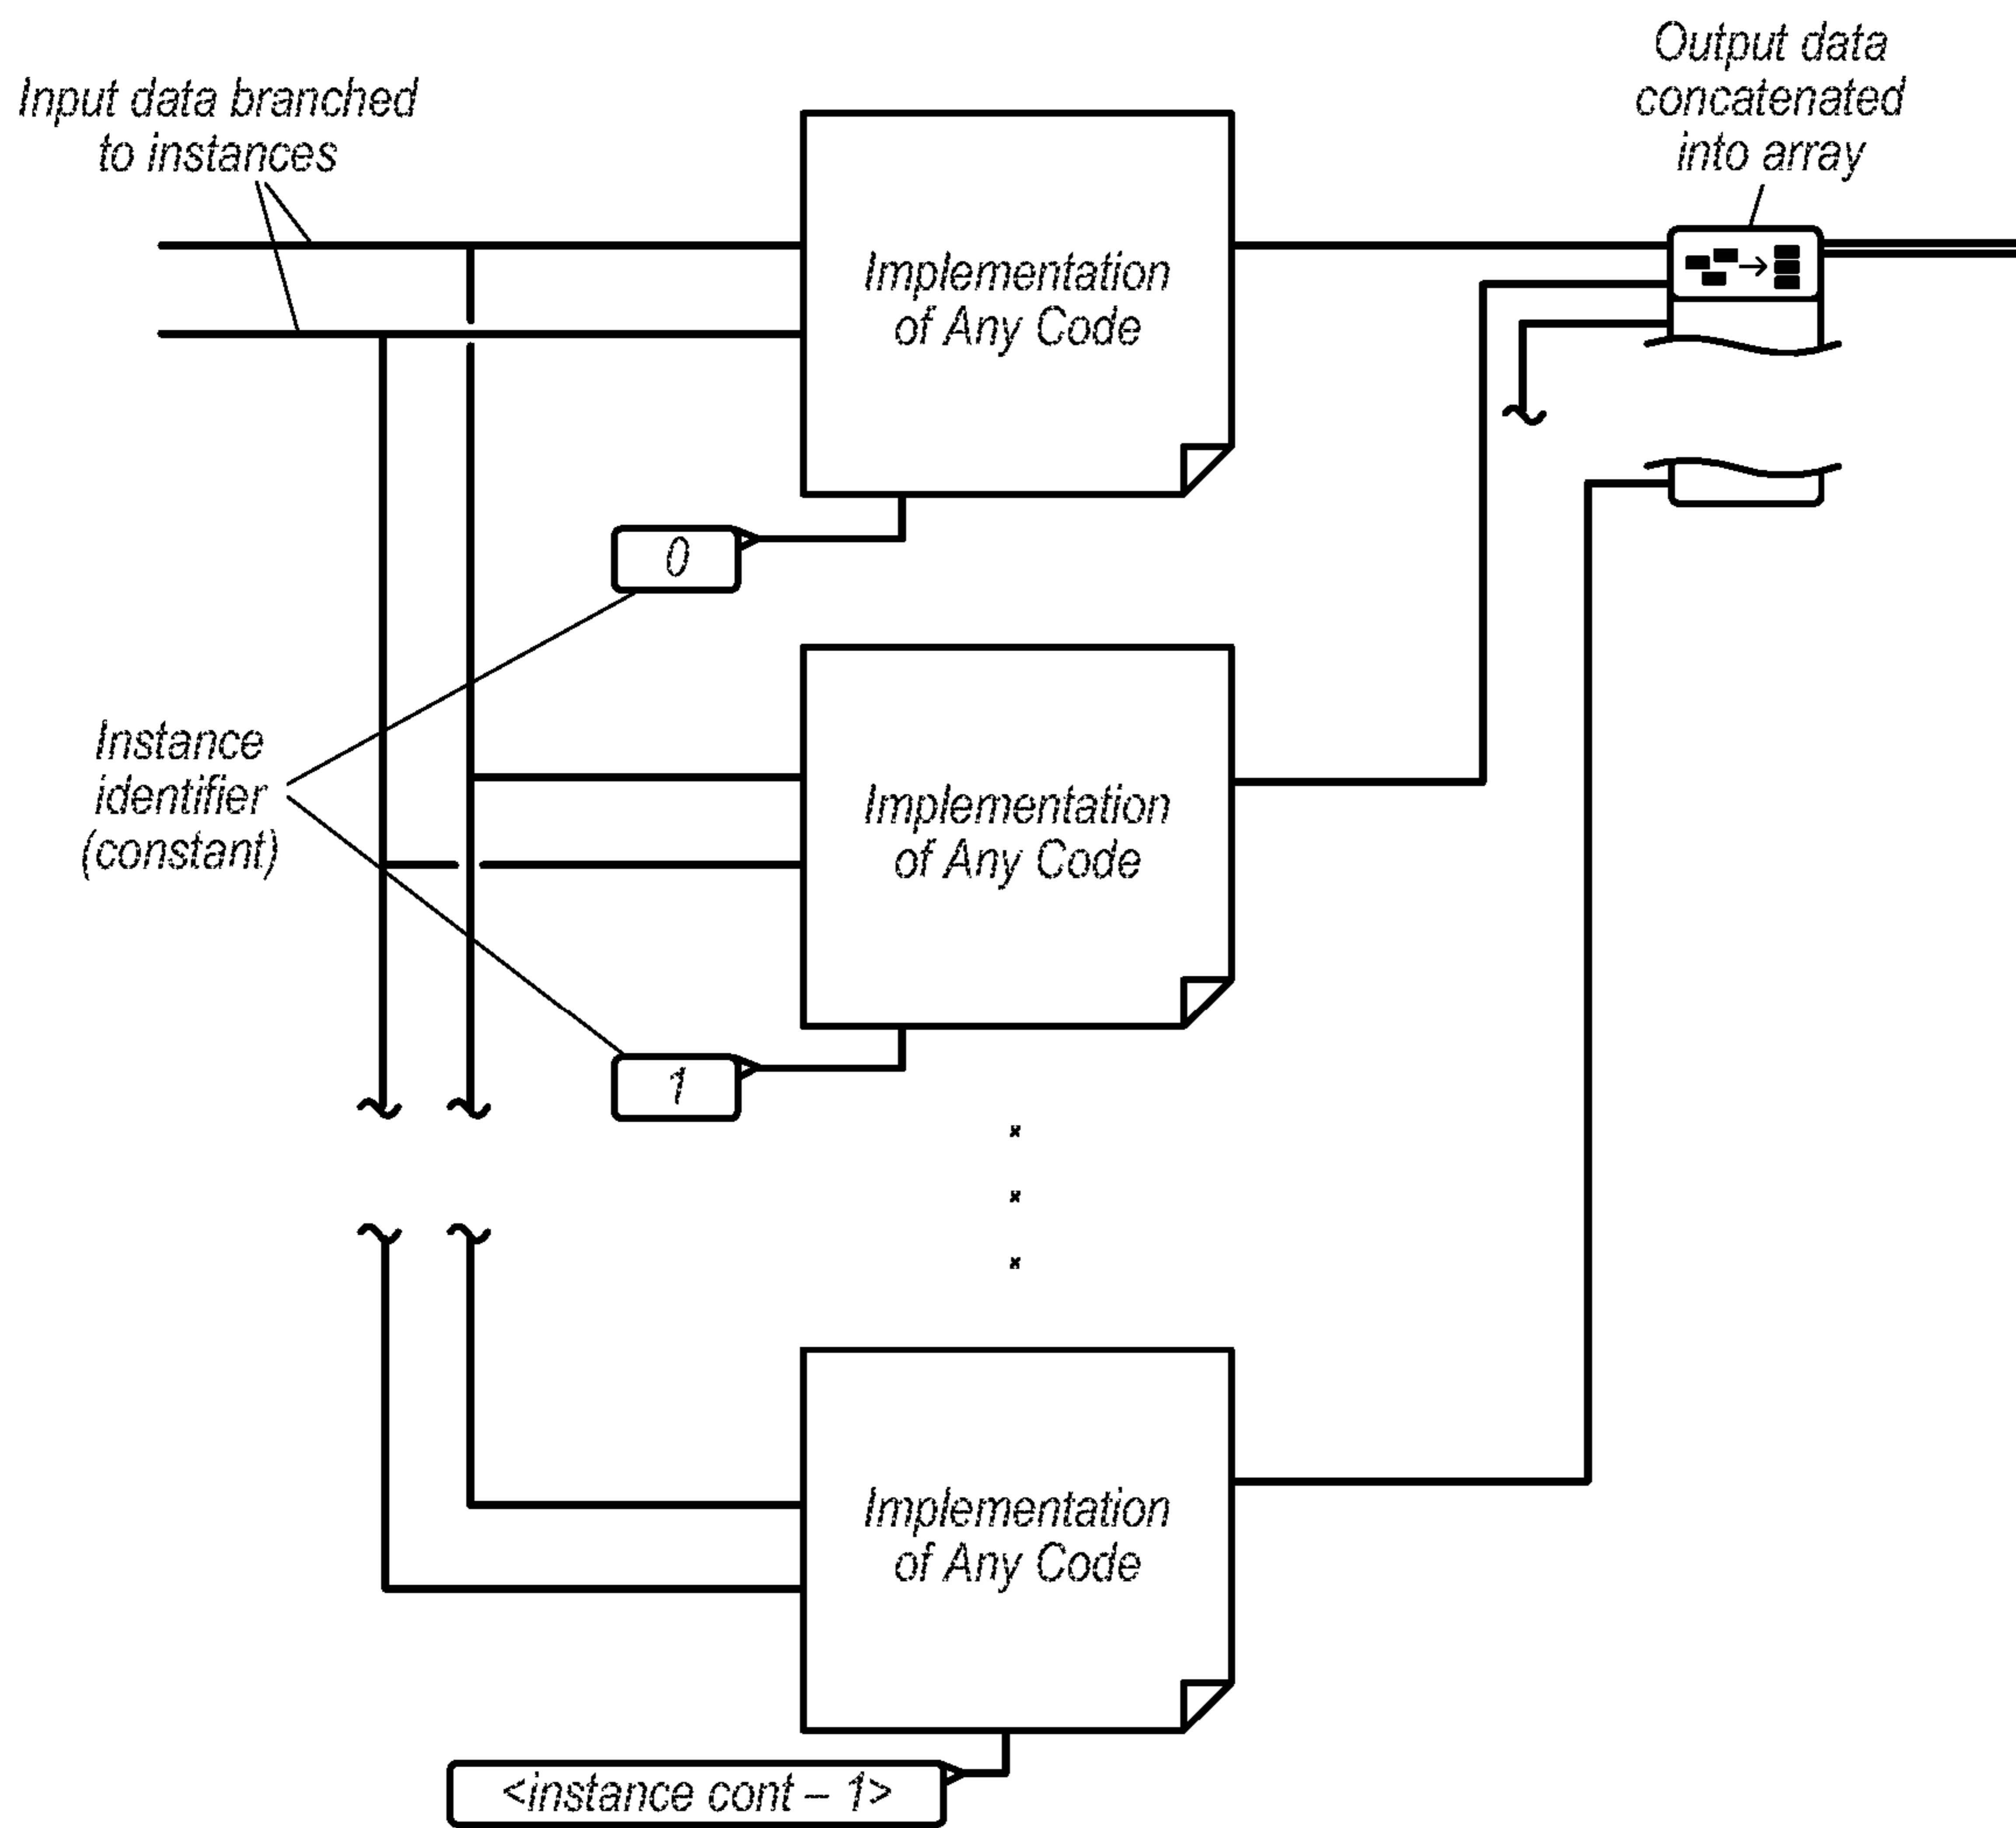 Output data
concatenated
into array
Input data branched
to instances
Implementation
of Any Code
0
Instance
identifier
(constant)
Implementation
of Any Code
1
Implementation
of Any Code
<instance cont – 1>